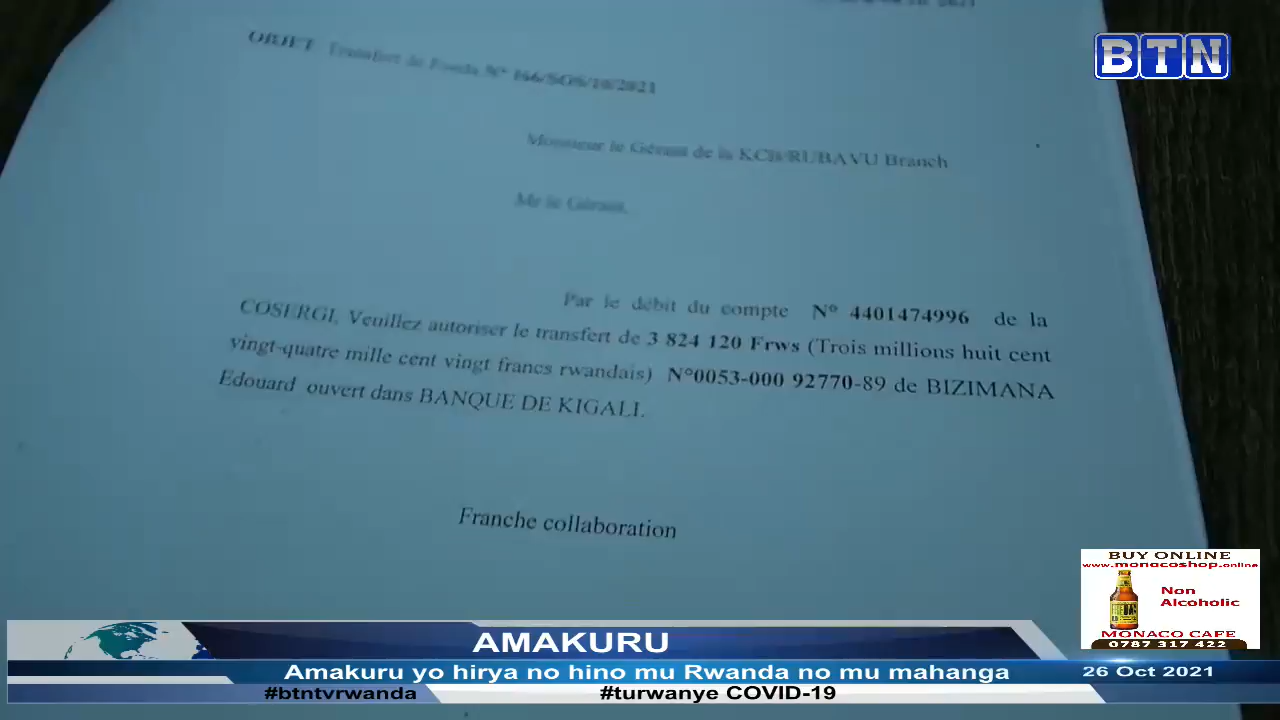 2021
BTN
OBJET Transfert de Fonds N° 166/SGS/10/2021
Monsieur le Gérant de la KCB/RUBAVU Branch
Mr le Gérant,
Par le débit du compte N° 4401474996 de la
COSERGI, Veuillez autoriser le transfert de 3 824 120 Frws (Trois millions huit cent
vingt-quatre mille cent vingt francs rwandais) N°0053-000 92770-89 de BIZIMANA
Edouard ouvert dans BANQUE DE KIGALI.
Franche collaboration
BUY ONLINE
www.monacoshop.online
Non
Alcoholic
MONACO CAFE
0787 317 422
AMAKURU
Amakuru yo hirya no hino mu Rwanda no mu mahanga
26 Oct 2021
#btntvrwanda
#turwanye COVID-19